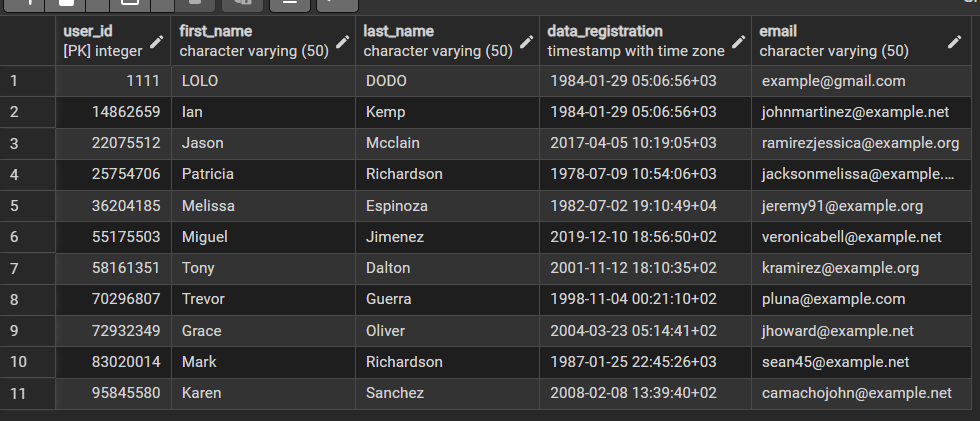 user_id first_name last_name data_registration email
[PK] integer character varying (50) character varying (50) timestamp with time zone character varying (50)
1 1111 LOLO DODO 1984-01-29 05:06:56+03 example@gmail.com
2 14862659 Ian Kemp 1984-01-29 05:06:56+03 johnmartinez@example.net
3 22075512 Jason Mcclain 2017-04-05 10:19:05+03 ramirezjessica@example.org
4 25754706 Patricia Richardson 1978-07-09 10:54:06+03 jacksonmelissa@example....
5 36204185 Melissa Espinoza 1982-07-02 19:10:49+04 jeremy91@example.org
6 55175503 Miguel Jimenez 2019-12-10 18:56:50+02 veronicabell@example.net
7 58161351 Tony Dalton 2001-11-12 18:10:35+02 kramirez@example.org
8 70296807 Trevor Guerra 1998-11-04 00:21:10+02 pluna@example.com
9 72932349 Grace Oliver 2004-03-23 05:14:41+02 jhoward@example.net
10 83020014 Mark Richardson 1987-01-25 22:45:26+03 sean45@example.net
11 95845580 Karen Sanchez 2008-02-08 13:39:40+02 camachojohn@example.net